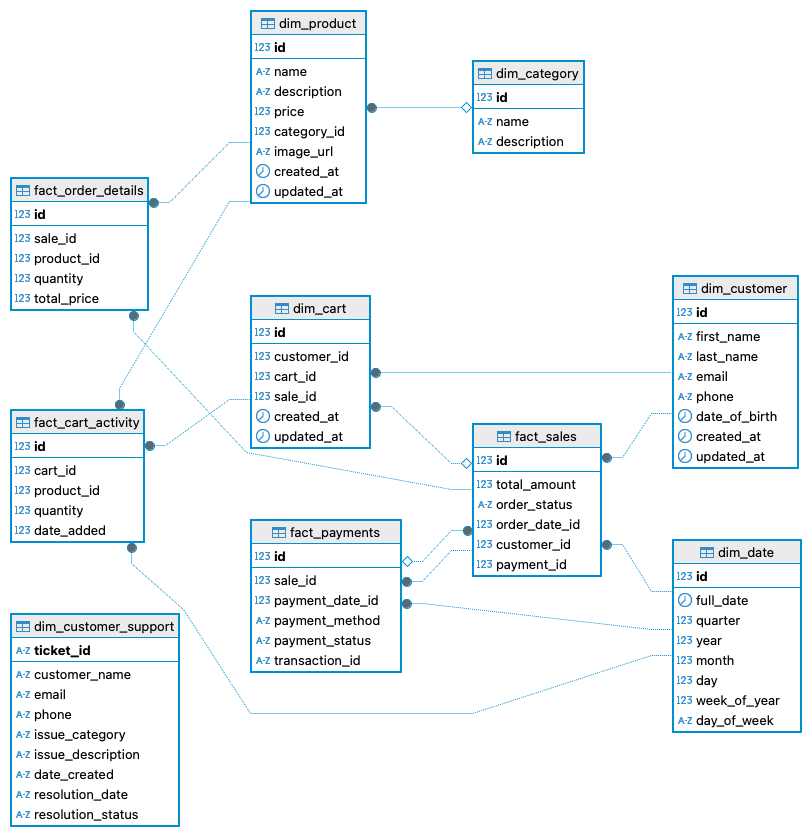 dim_product
123 id
A-Z name
A-Z description
123 price
123 category_id
A-Z image_url
created_at
updated_at
dim_category
123 id
A-Z name
A-Z description
fact_order_details
123 id
123 sale_id
123 product_id
123 quantity
123 total_price
dim_cart
123 id
123 customer_id
123 cart_id
123 sale_id
created_at
updated_at
dim_customer
123 id
A-Z first_name
A-Z last_name
A-Z email
A-Z phone
date_of_birth
created_at
updated_at
fact_cart_activity
123 id
123 cart_id
123 product_id
123 quantity
123 date_added
fact_sales
123 id
123 total_amount
A-Z order_status
123 order_date_id
123 customer_id
123 payment_id
fact_payments
123 id
123 sale_id
123 payment_date_id
A-Z payment_method
A-Z payment_status
A-Z transaction_id
dim_date
123 id
full_date
123 quarter
123 year
123 month
123 day
123 week_of_year
A-Z day_of_week
dim_customer_support
A-Z ticket_id
A-Z customer_name
A-Z email
A-Z phone
A-Z issue_category
A-Z issue_description
A-Z date_created
A-Z resolution_date
A-Z resolution_status